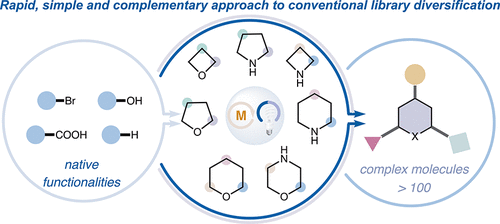 Rapid, simple and complementary approach to conventional library diversification
Br
OH
COOH
H
native
functionalities
O
N
H
H
N
O
M
N
H
O
H
N
O
X
complex molecules
> 100